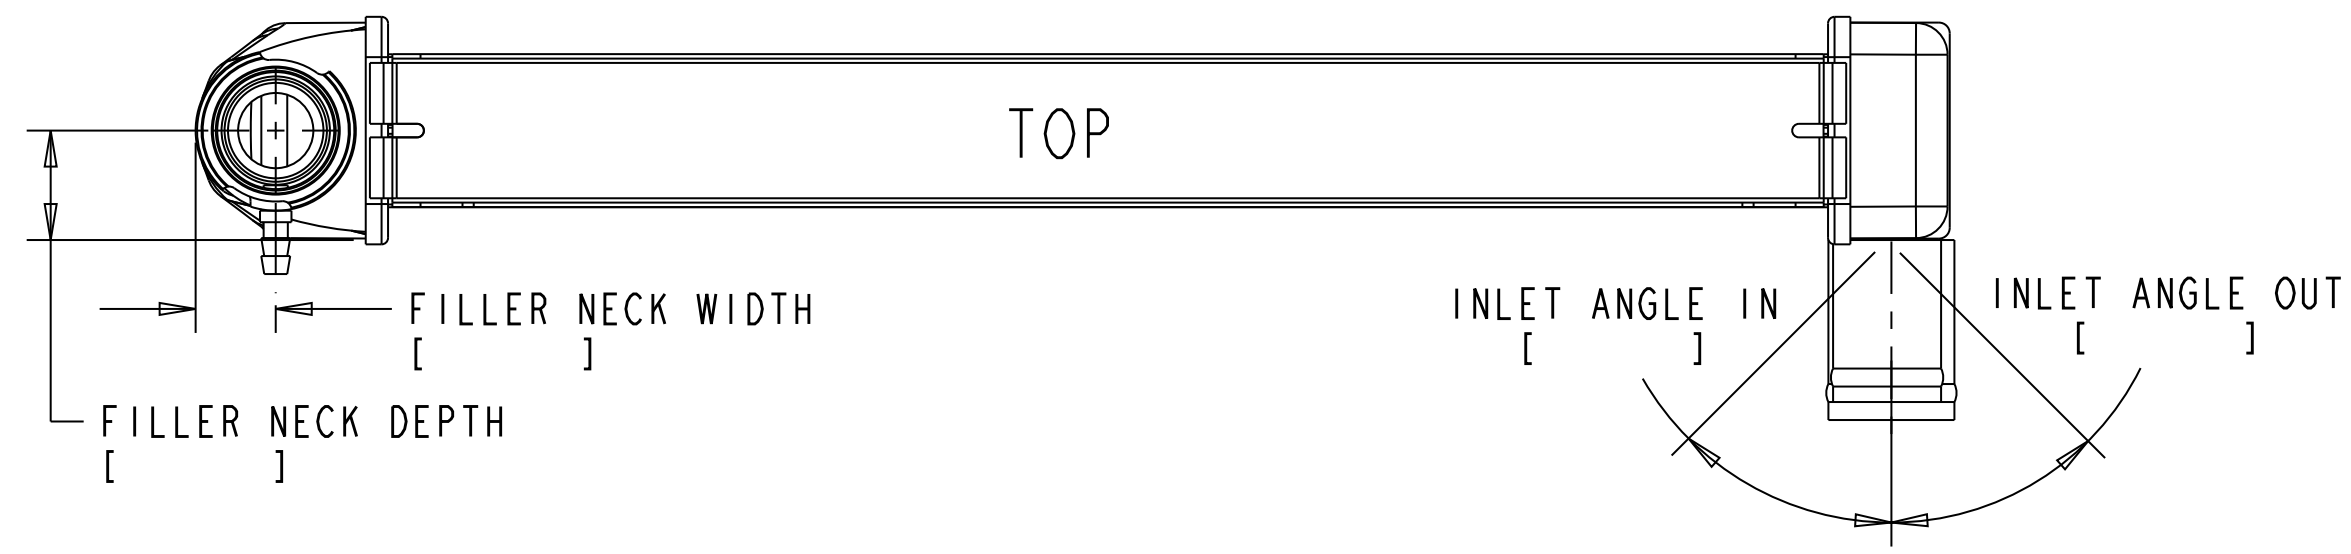 TOP
FILLER NECK WIDTH
[ ]
FILLER NECK DEPTH
[ ]
INLET ANGLE IN
[ ]
INLET ANGLE OUT
[ ]